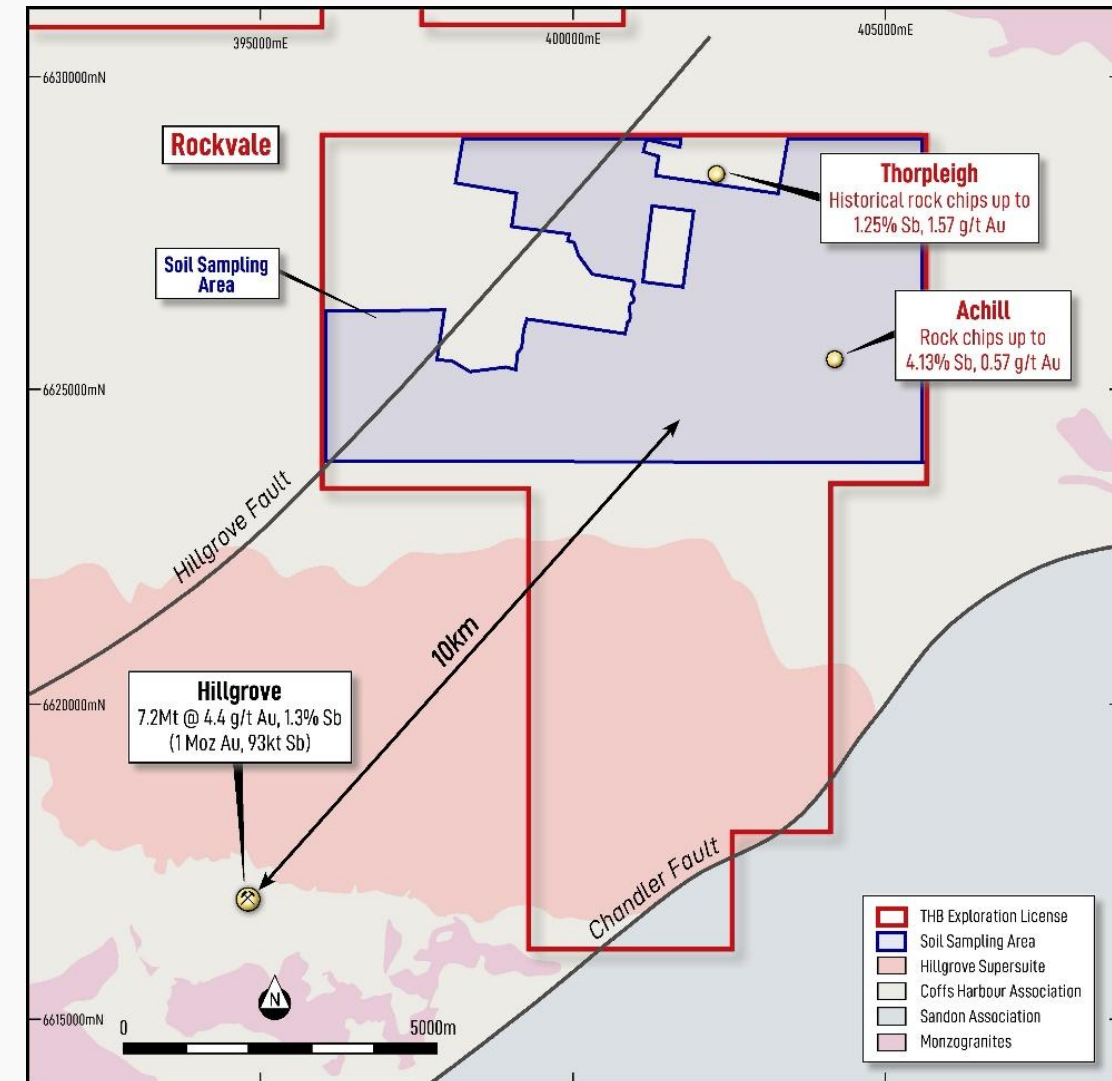 395000mE
400000mE
405000mE
6630000mN
Rockvale
Thorpleigh
Historical rock chips up to
1.25% Sb, 1.57 g/t Au
Soil Sampling
Area
Achill
Rock chips up to
4.13% Sb, 0.57 g/t Au
6625000mN
Hillgrove Fault
10km
Hillgrove
7.2Mt @ 4.4 g/t Au, 1.3% Sb
(1 Moz Au, 93kt Sb)
6620000mN
Chandler Fault
N
6615000mN
0
5000m
THB Exploration License
Soil Sampling Area
Hillgrove Supersuite
Coffs Harbour Association
Sandon Association
Monzogranites